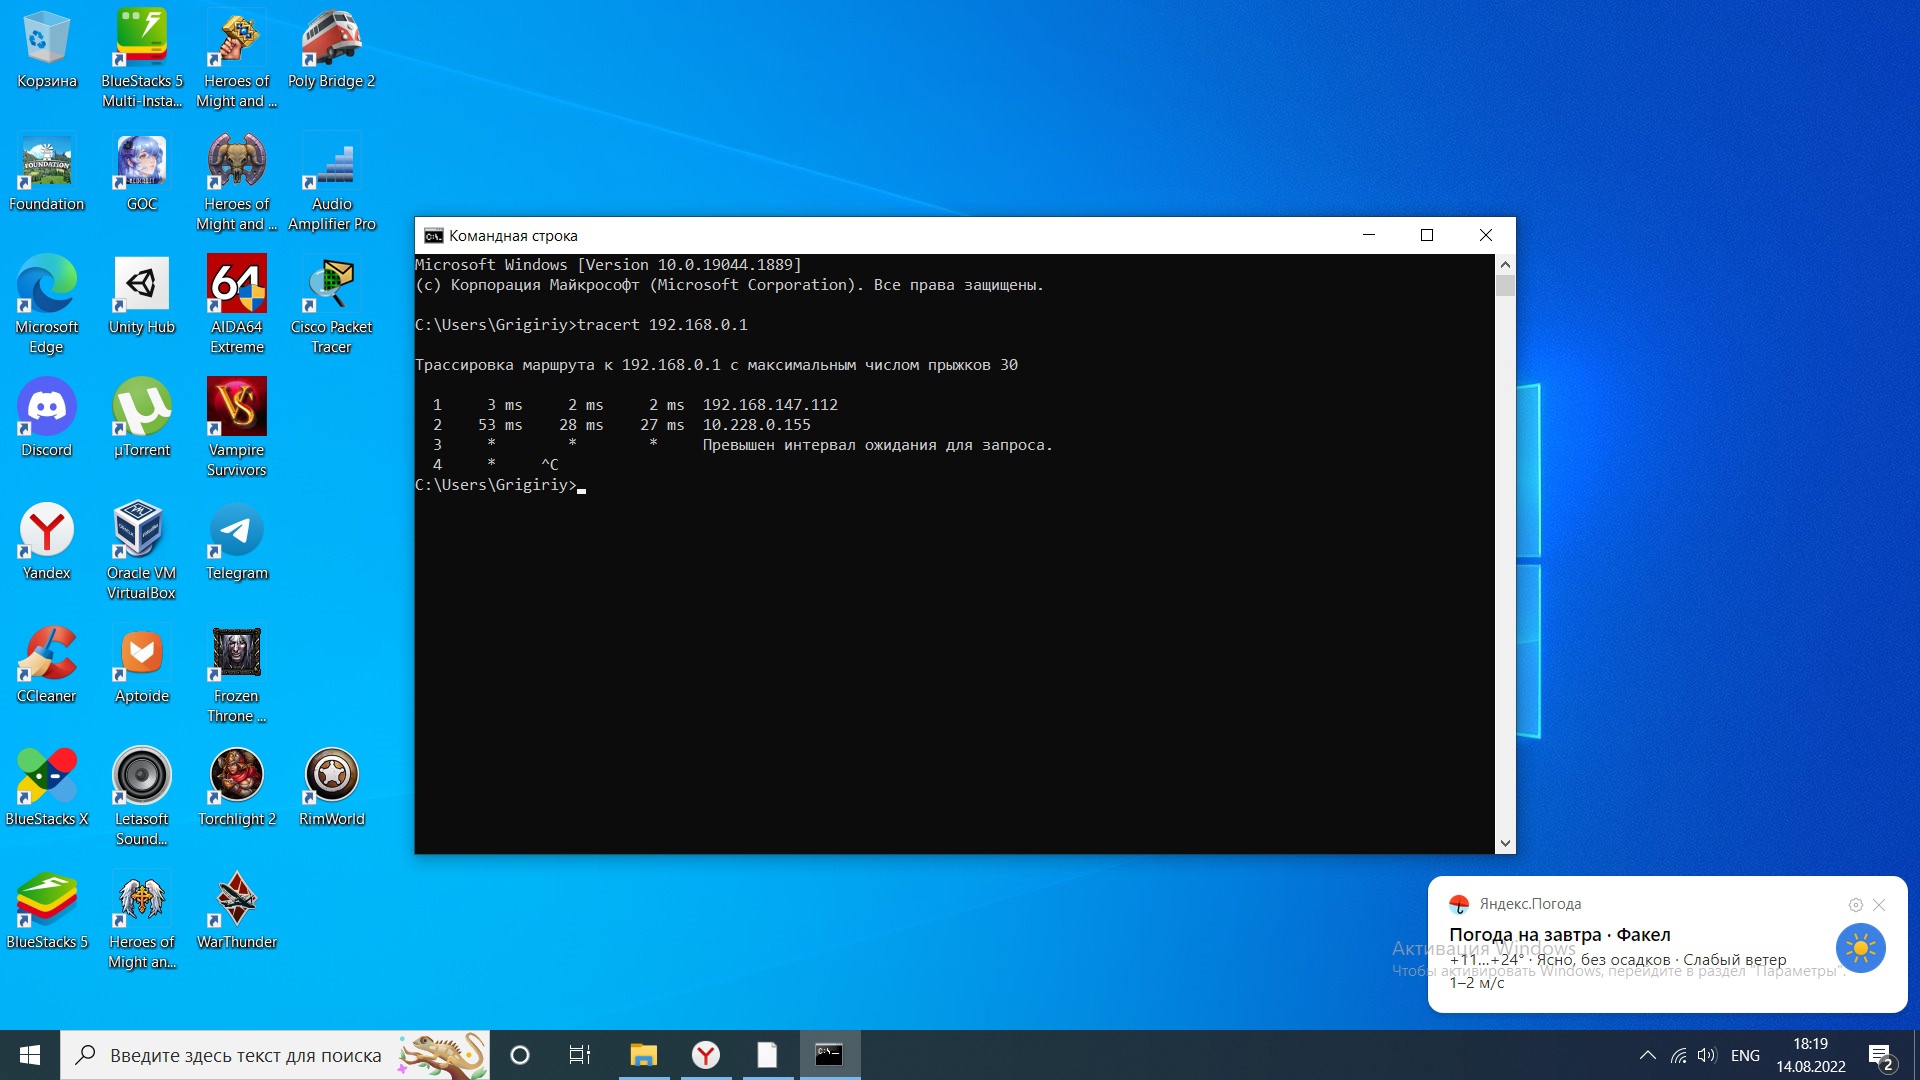 Корзина
BlueStacks 5
Multi-Insta...
Heroes of
Might and ...
Poly Bridge 2
FOUNDATION
Foundation
GOC
Heroes of
Might and ...
Audio
Amplifier Pro
Microsoft
Edge
Unity Hub
64
AIDA64
Extreme
Cisco Packet
Tracer
Discord
µTorrent
VS
Vampire
Survivors
Yandex
Oracle VM
VirtualBox
Telegram
CCleaner
Aptoide
Frozen
Throne ...
BlueStacks X
Letasoft
Sound...
Torchlight 2
RimWorld
BlueStacks 5
Heroes of
Might an...
WarThunder
Командная строка
Microsoft Windows [Version 10.0.19044.1889]
(c) Корпорация Майкрософт (Microsoft Corporation). Все права защищены.
C:\Users\Grigiriy>tracert 192.168.0.1
Трассировка маршрута к 192.168.0.1 с максимальным числом прыжков 30
1 3 ms 2 ms 2 ms 192.168.147.112
2 53 ms 28 ms 27 ms 10.228.0.155
3 * * * Превышен интервал ожидания для запроса.
4 * ^C
C:\Users\Grigiriy>
Яндекс.Погода
Погода на завтра · Факел
+11...+24° · Ясно, без осадков · Слабый ветер
1–2 м/с
Активация Windows
Чтобы активировать Windows, перейдите в раздел "Параметры".
Введите здесь текст для поиска
ENG
18:19
14.08.2022
2